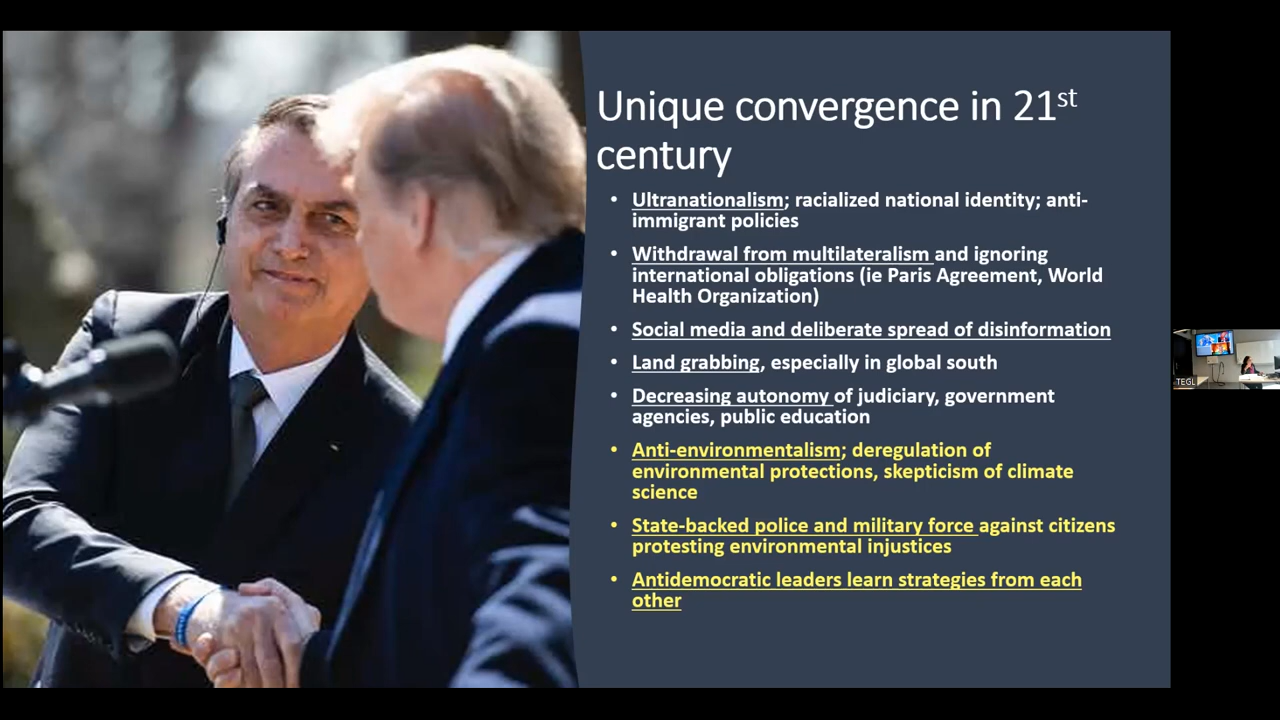 Unique convergence in 21st
century
• Ultranationalism; racialized national identity; anti-
immigrant policies
• Withdrawal from multilateralism and ignoring
international obligations (ie Paris Agreement, World
Health Organization)
• Social media and deliberate spread of disinformation
• Land grabbing, especially in global south
• Decreasing autonomy of judiciary, government
agencies, public education
• Anti-environmentalism; deregulation of
environmental protections, skepticism of climate
science
• State-backed police and military force against citizens
protesting environmental injustices
• Antidemocratic leaders learn strategies from each
other
TEGL